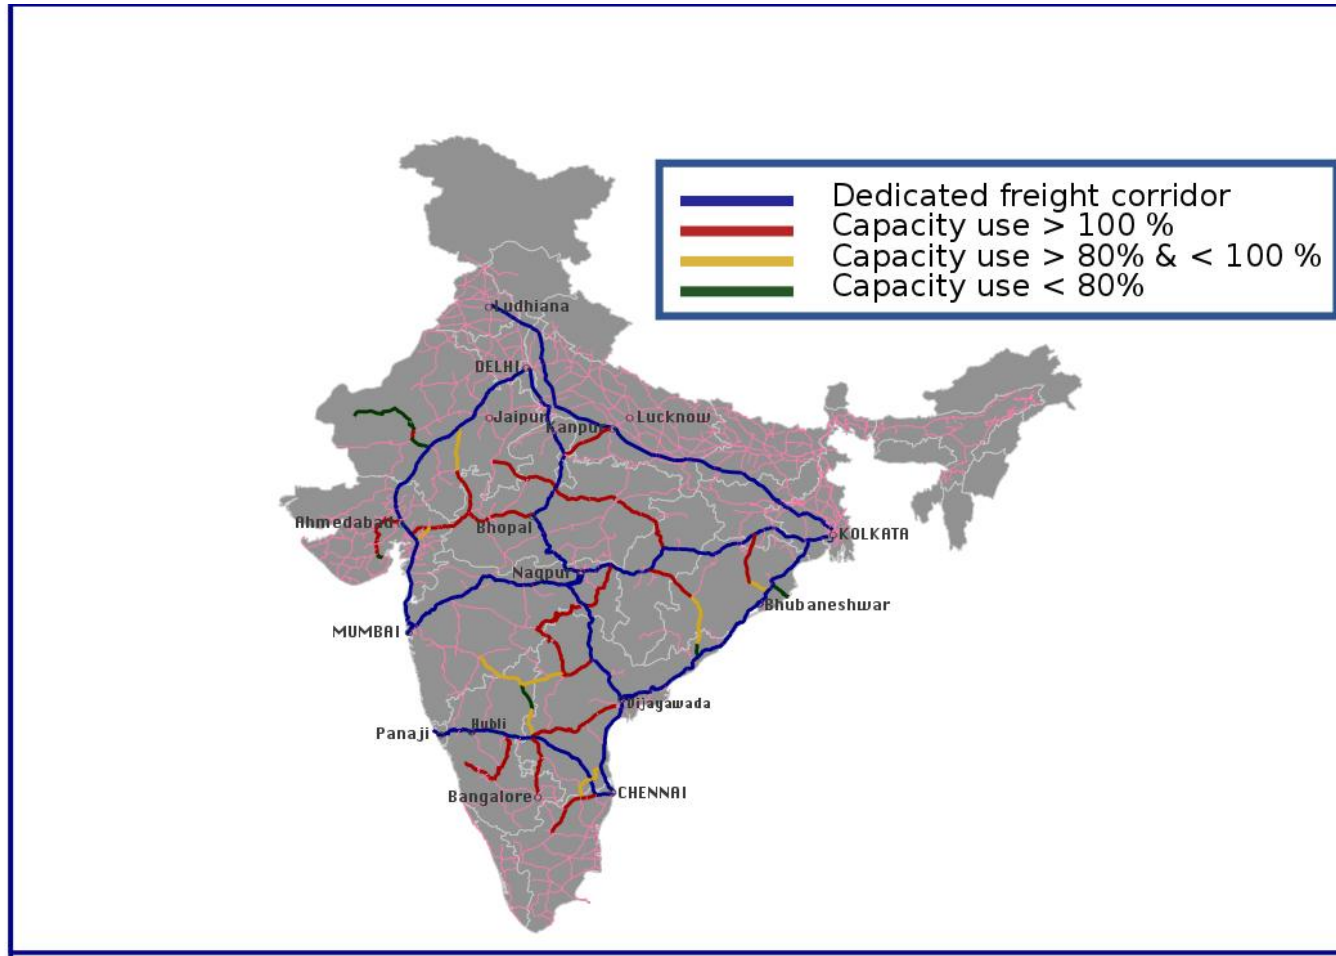 Dedicated freight corridor
Capacity use > 100 %
Capacity use > 80% & < 100 %
Capacity use < 80%
Ludhiana
DELHI
Jaipur
Lucknow
Kanpur
Ahmedabad
Bhopal
KOLKATA
Nagpur
Bhubaneshwar
MUMBAI
Vijayawada
Hubli
Panaji
Bangalore
CHENNAI